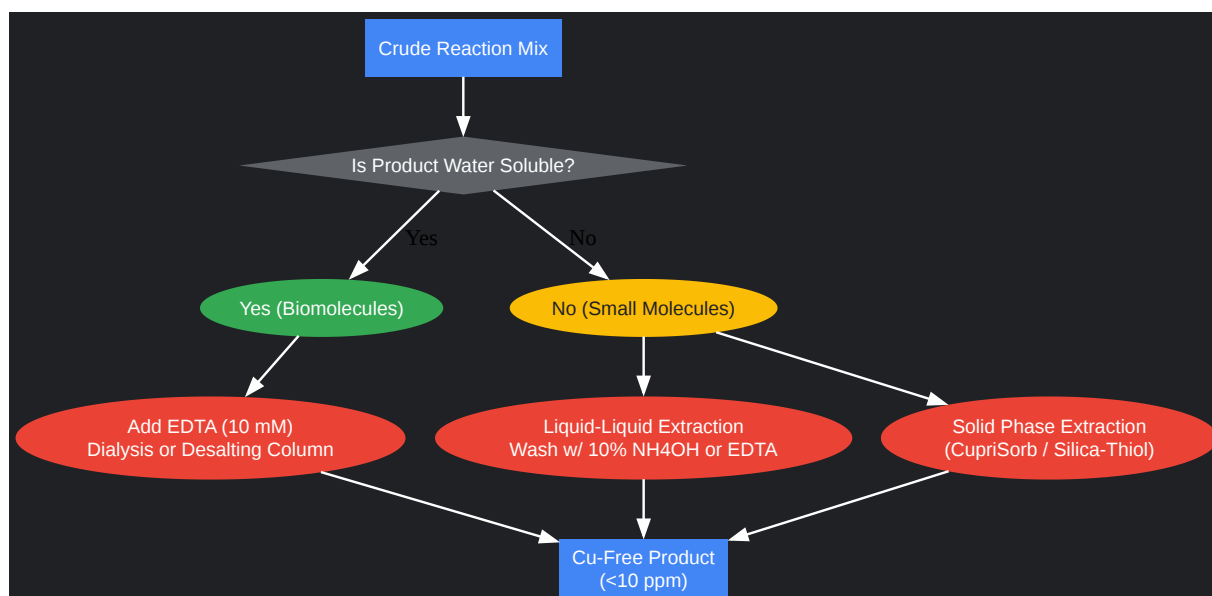 Crude Reaction Mix
Is Product Water Soluble?
Yes
No
Yes (Biomolecules)
No (Small Molecules)
Add EDTA (10 mM)
Dialysis or Desalting Column
Liquid-Liquid Extraction
Wash w/ 10% NH4OH or EDTA
Solid Phase Extraction
(CupriSorb / Silica-Thiol)
Cu-Free Product
(<10 ppm)